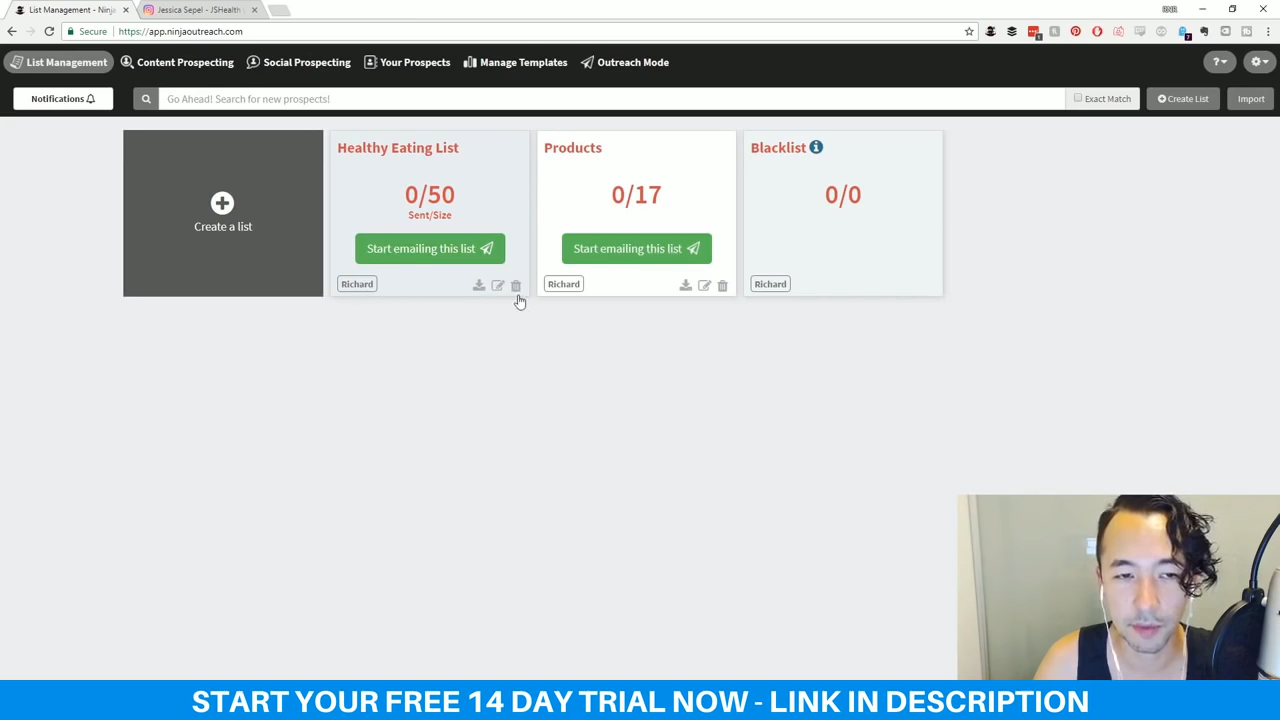 List Management - Ninja
Jessica Sepel - JSHealth
Secure
https://app.ninjaoutreach.com
List Management
Content Prospecting
Social Prospecting
Your Prospects
Manage Templates
Outreach Mode
?
Notifications
Go Ahead! Search for new prospects!
Exact Match
Create List
Import
Create a list
Healthy Eating List
0/50
Sent/Size
Start emailing this list
Richard
Products
0/17
Start emailing this list
Richard
Blacklist
0/0
Richard
START YOUR FREE 14 DAY TRIAL NOW - LINK IN DESCRIPTION